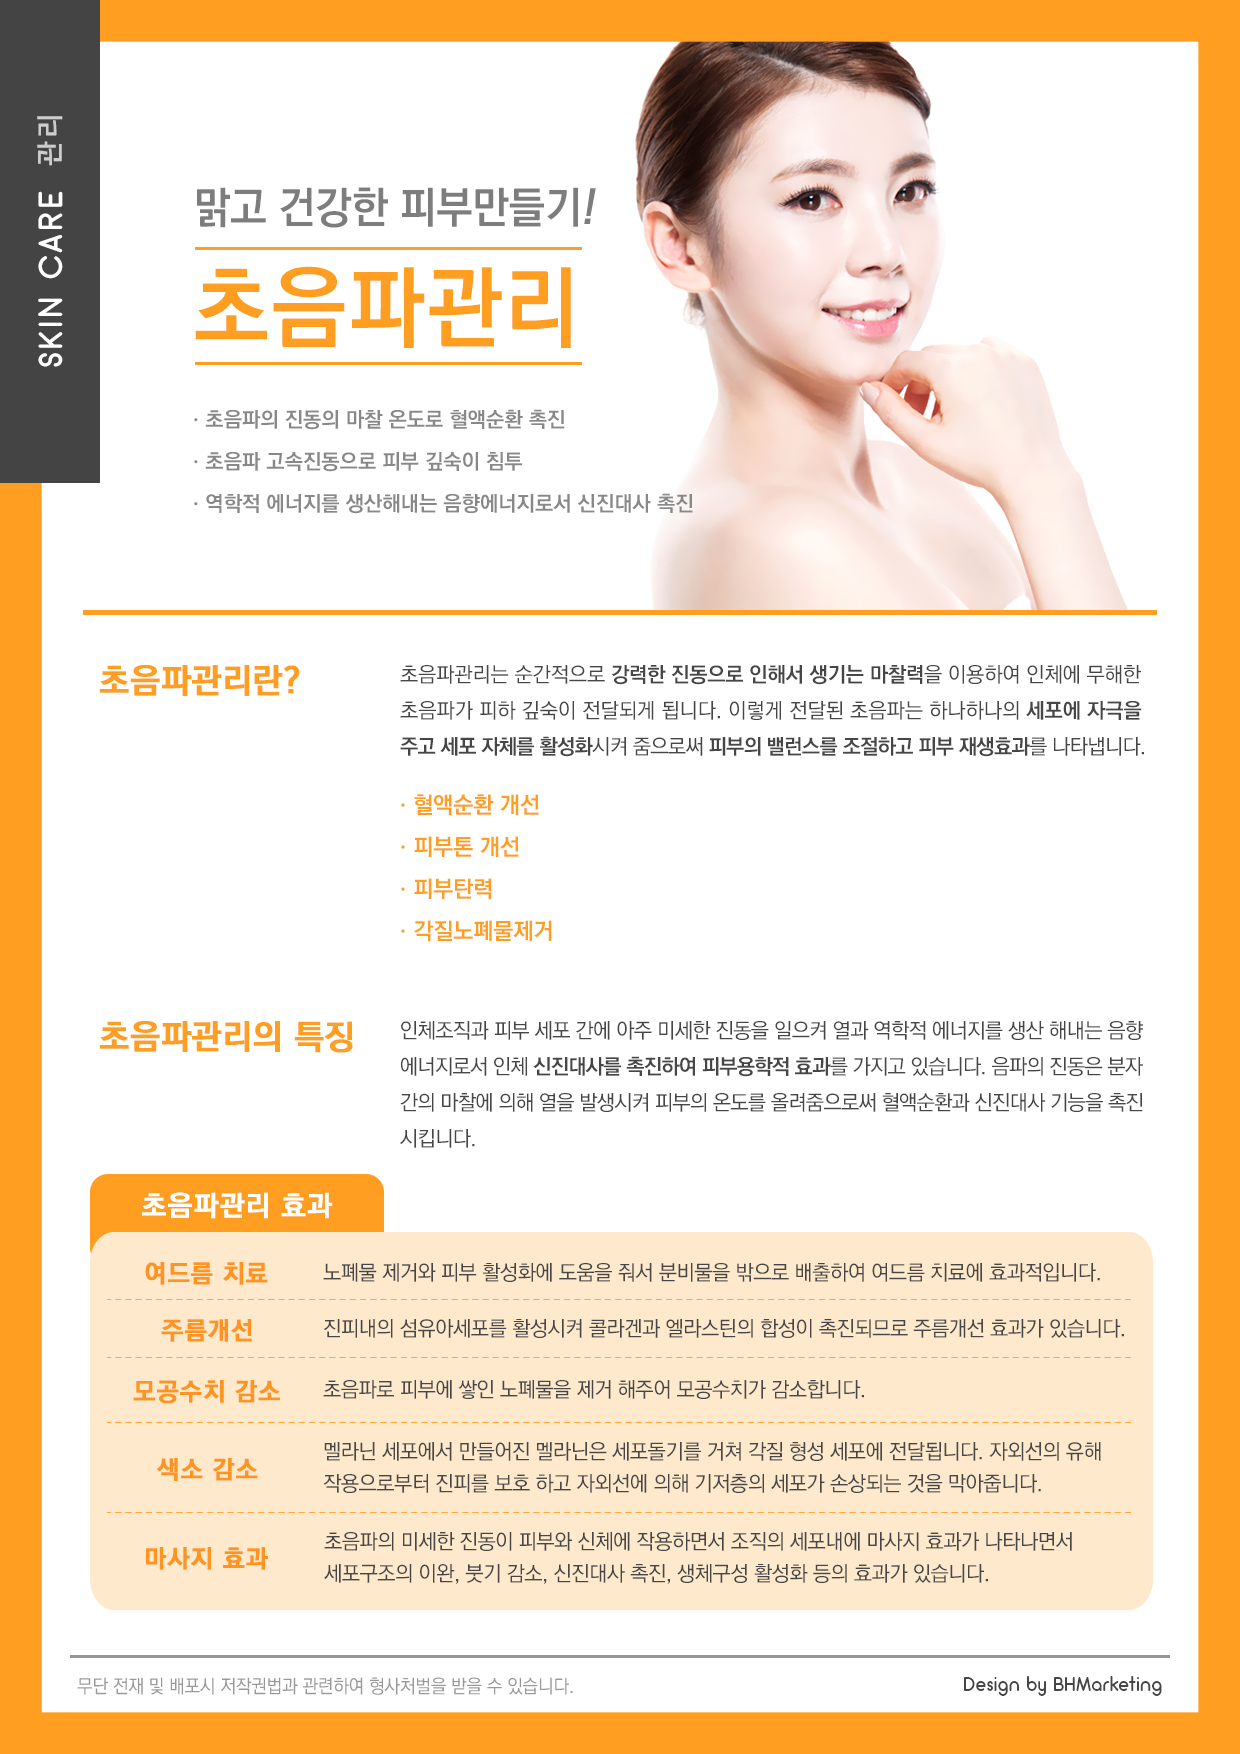 SKIN CARE 관리
맑고 건강한 피부만들기!
초음파관리
· 초음파의 진동의 마찰 온도로 혈액순환 촉진
· 초음파 고속진동으로 피부 깊숙이 침투
· 역학적 에너지를 생산해내는 음향에너지로서 신진대사 촉진
초음파관리란?
초음파관리는 순간적으로 강력한 진동으로 인해서 생기는 마찰력을 이용하여 인체에 무해한
초음파가 피하 깊숙이 전달되게 됩니다. 이렇게 전달된 초음파는 하나하나의 세포에 자극을
주고 세포 자체를 활성화시켜 줌으로써 피부의 밸런스를 조절하고 피부 재생효과를 나타냅니다.
· 혈액순환 개선
· 피부톤 개선
· 피부탄력
· 각질노폐물제거
초음파관리의 특징
인체조직과 피부 세포 간에 아주 미세한 진동을 일으켜 열과 역학적 에너지를 생산 해내는 음향
에너지로서 인체 신진대사를 촉진하여 피부용학적 효과를 가지고 있습니다. 음파의 진동은 분자
간의 마찰에 의해 열을 발생시켜 피부의 온도를 올려줌으로써 혈액순환과 신진대사 기능을 촉진
시킵니다.
초음파관리 효과
여드름 치료
노폐물 제거와 피부 활성화에 도움을 줘서 분비물을 밖으로 배출하여 여드름 치료에 효과적입니다.
주름개선
진피내의 섬유아세포를 활성시켜 콜라겐과 엘라스틴의 합성이 촉진되므로 주름개선 효과가 있습니다.
모공수치 감소
초음파로 피부에 쌓인 노폐물을 제거 해주어 모공수치가 감소합니다.
색소 감소
멜라닌 세포에서 만들어진 멜라닌은 세포돌기를 거쳐 각질 형성 세포에 전달됩니다. 자외선의 유해
작용으로부터 진피를 보호 하고 자외선에 의해 기저층의 세포가 손상되는 것을 막아줍니다.
마사지 효과
초음파의 미세한 진동이 피부와 신체에 작용하면서 조직의 세포내에 마사지 효과가 나타나면서
세포구조의 이완, 붓기 감소, 신진대사 촉진, 생체구성 활성화 등의 효과가 있습니다.
무단 전재 및 배포시 저작권법과 관련하여 형사처벌을 받을 수 있습니다.
Design by BHMarketing